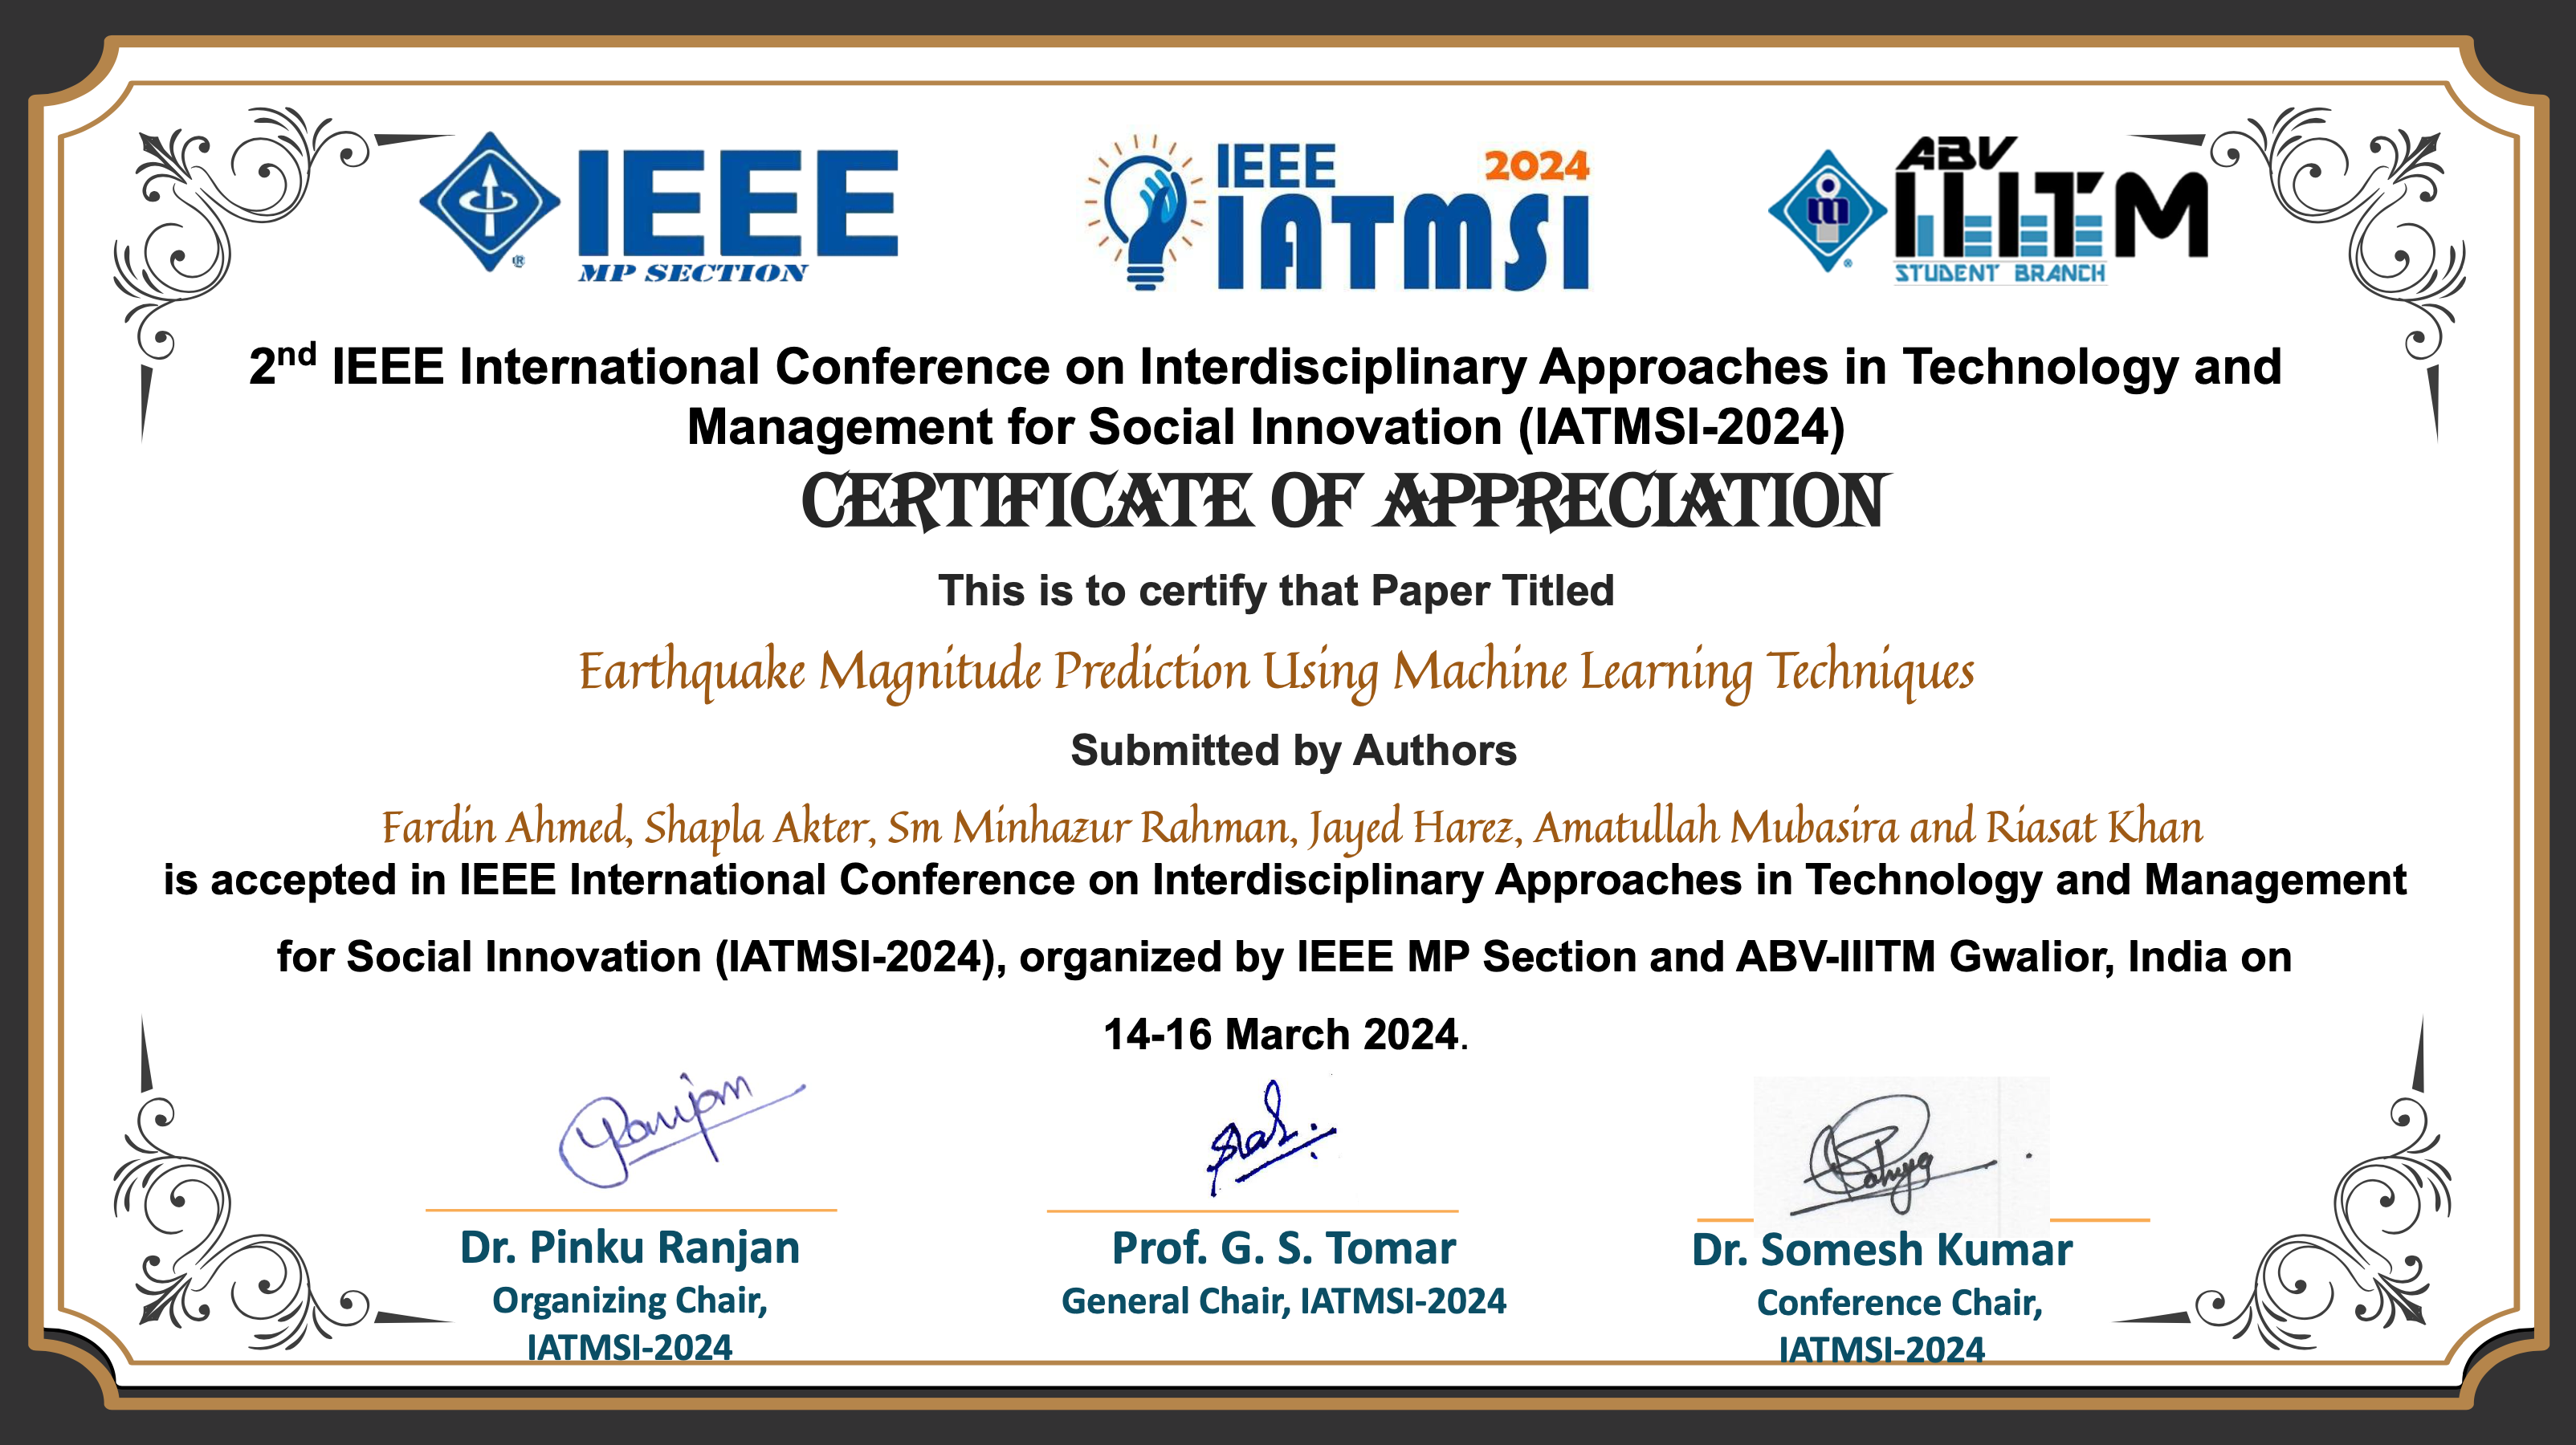 IEEE
MP SECTION
IEEE 2024
IATMSI
ABV
IIITM
STUDENT BRANCH
2nd IEEE International Conference on Interdisciplinary Approaches in Technology and
Management for Social Innovation (IATMSI-2024)
CERTIFICATE OF APPRECIATION
This is to certify that Paper Titled
Earthquake Magnitude Prediction Using Machine Learning Techniques
Submitted by Authors
Fardin Ahmed, Shapla Akter, Sm Minhazur Rahman, Jayed Harez, Amatullah Mubasira and Riasat Khan
is accepted in IEEE International Conference on Interdisciplinary Approaches in Technology and Management
for Social Innovation (IATMSI-2024), organized by IEEE MP Section and ABV-IIITM Gwalior, India on
14-16 March 2024.
Dr. Pinku Ranjan
Organizing Chair,
IATMSI-2024
Prof. G. S. Tomar
General Chair, IATMSI-2024
Dr. Somesh Kumar
Conference Chair,
IATMSI-2024